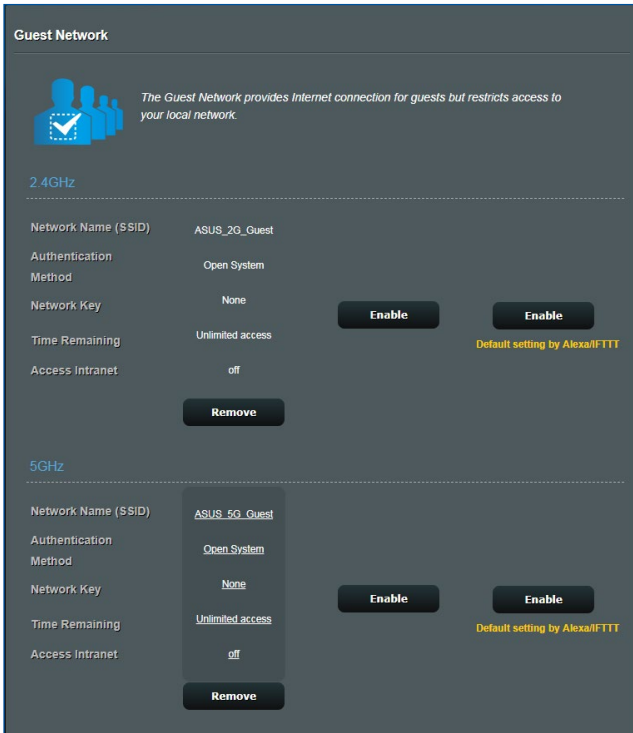 Guest Network
The Guest Network provides Internet connection for guests but restricts access to
your local network.
2.4GHz
Network Name (SSID) ASUS_2G_Guest
Authentication
Method Open System
Network Key None
Enable Enable
Time Remaining Unlimited access
Default setting by Alexa/IFTTT
Access Intranet off
Remove
5GHz
Network Name (SSID) ASUS_5G_Guest
Authentication
Method Open System
Network Key None
Enable Enable
Time Remaining Unlimited access
Default setting by Alexa/IFTTT
Access Intranet off
Remove